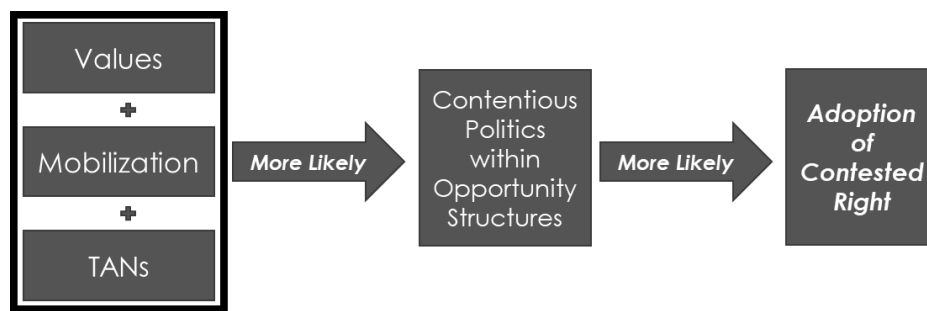 Values
+
Mobilization
+
TANs
More Likely
Contentious
Politics
within
Opportunity
Structures
More Likely
Adoption
of
Contested
Right